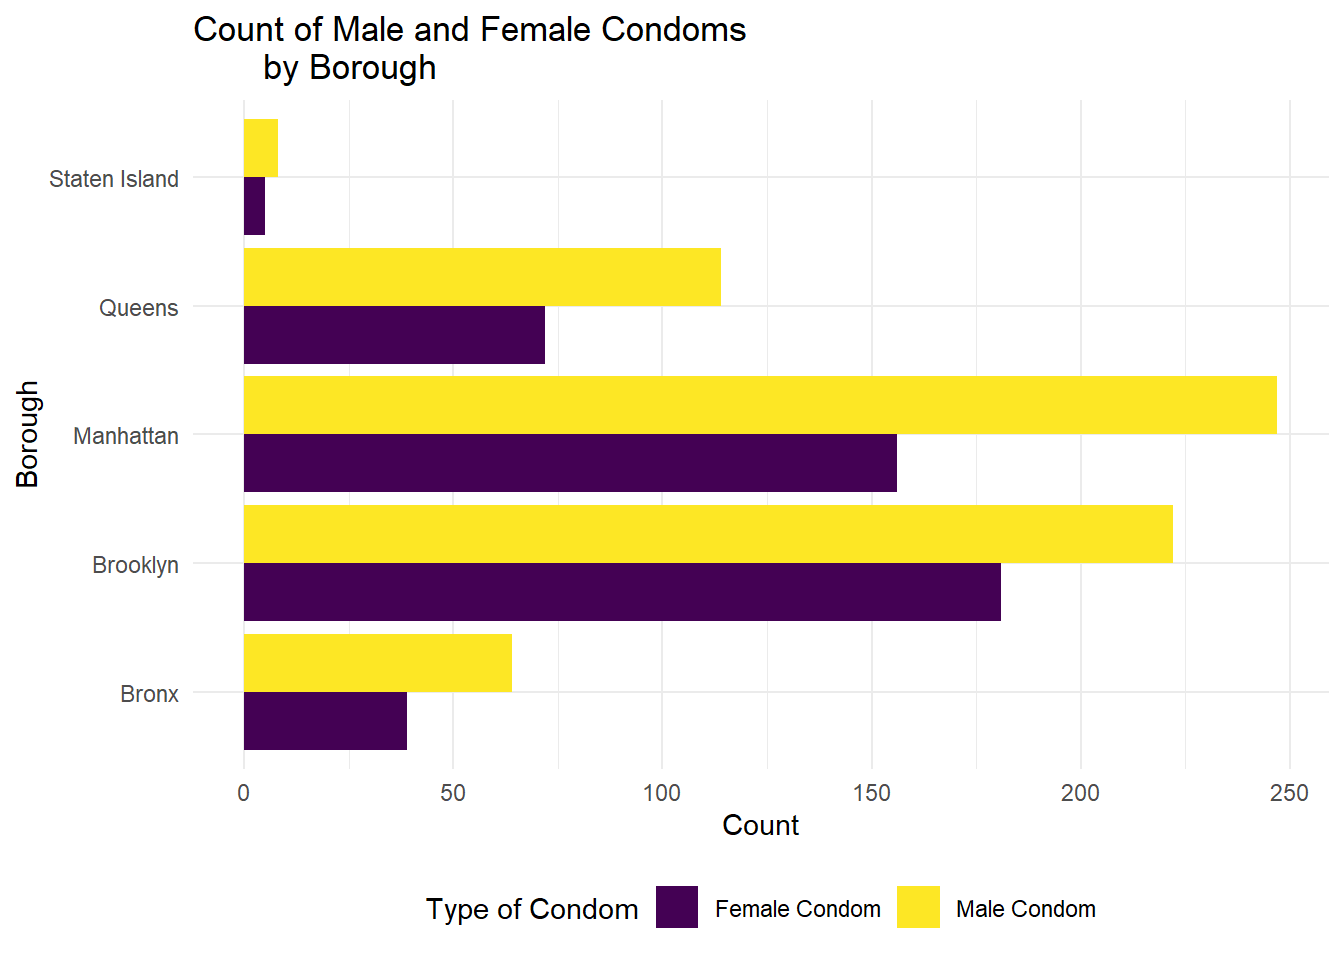 Count of Male and Female Condoms
by Borough
Staten Island
Queens
Manhattan
Brooklyn
Bronx
Borough
0 50 100 150 200 250
Count
Type of Condom Female Condom Male Condom